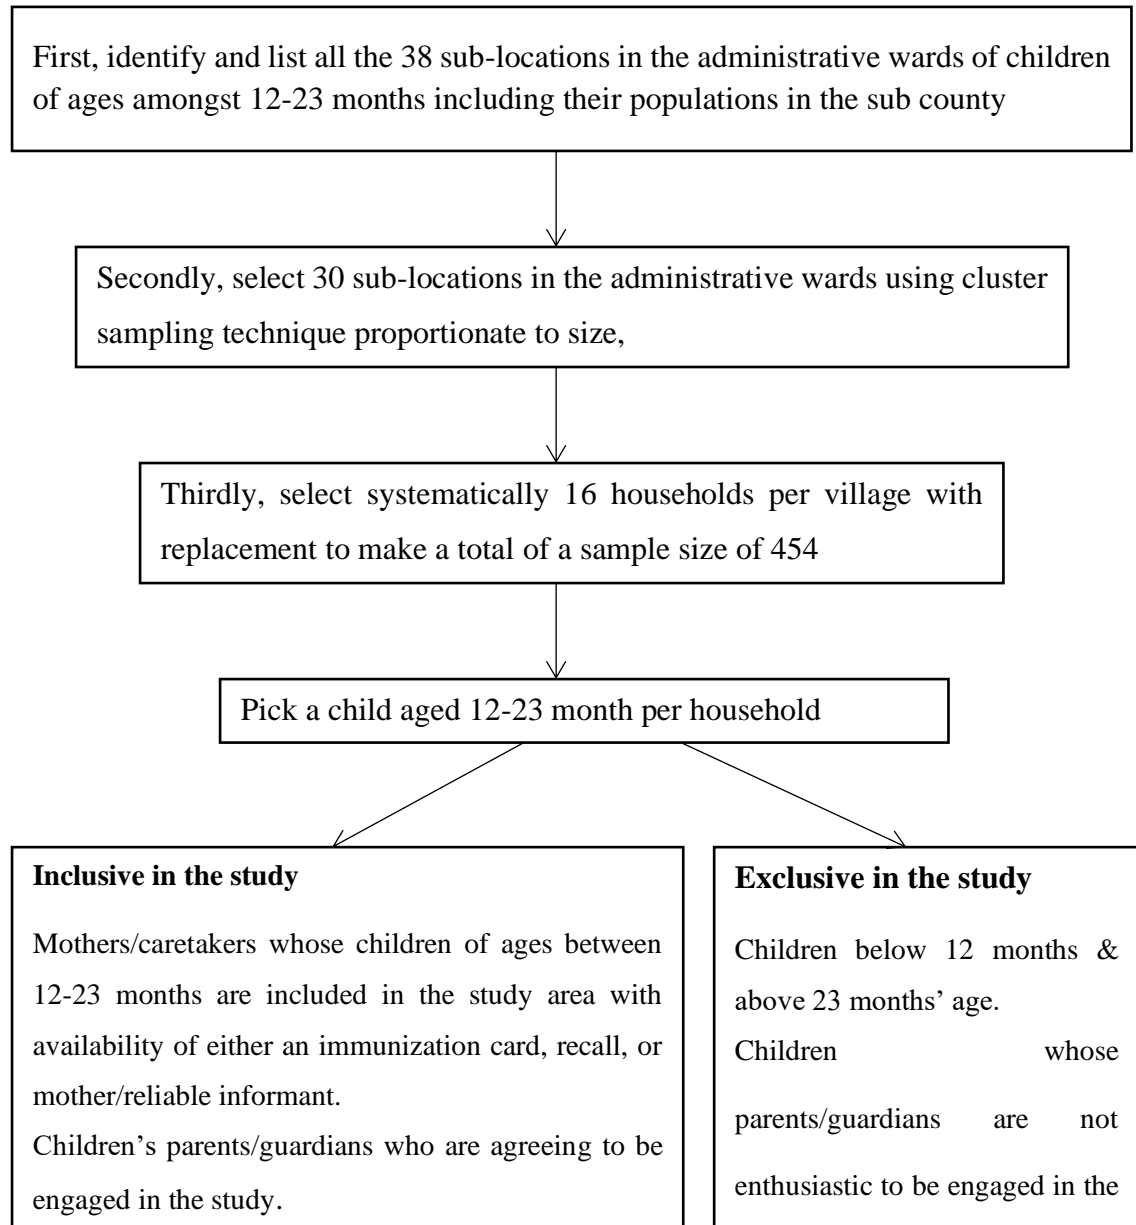 First, identify and list all the 38 sub-locations in the administrative wards of children
of ages amongst 12-23 months including their populations in the sub county
Secondly, select 30 sub-locations in the administrative wards using cluster
sampling technique proportionate to size,
Thirdly, select systematically 16 households per village with
replacement to make a total of a sample size of 454
Pick a child aged 12-23 month per household
Inclusive in the study
Mothers/caretakers whose children of ages between
12-23 months are included in the study area with
availability of either an immunization card, recall, or
mother/reliable informant.
Children's parents/guardians who are agreeing to be
engaged in the study.
Exclusive in the study
Children below 12 months &
above 23 months' age.
Children whose
parents/guardians are not
enthusiastic to be engaged in the